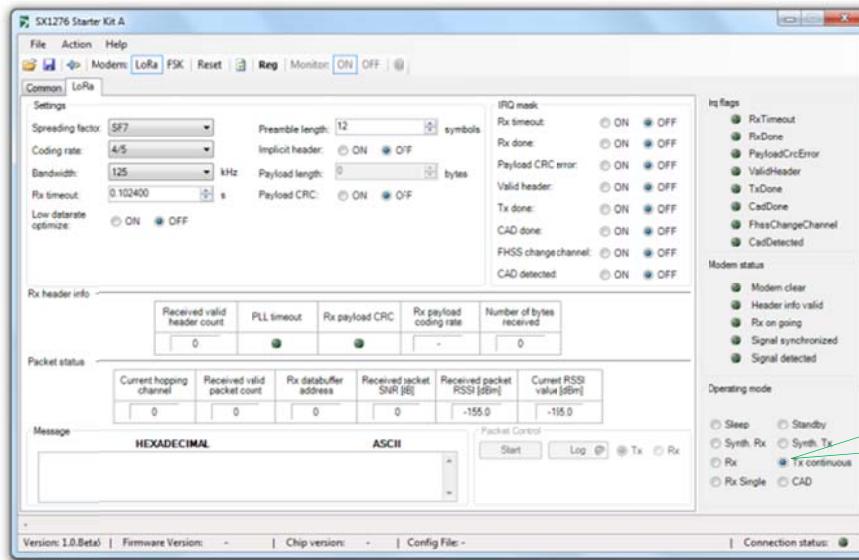 SX1276 Starter Kit A
File Action Help
Modem: LoRa FSK Reset Reg Monitor: ON OFF
Common LoRa
Settings
Spreading factor: SF7
Coding rate: 4/5
Bandwidth: 125 kHz
Rx timeout: 0.102400 s
Low datarate
optimize: ON OFF
Preamble length: 12 symbols
Implicit header: ON OFF
Payload length: 0 bytes
Payload CRC: ON OFF
IRQ mask
Rx timeout: ON OFF
Rx done: ON OFF
Payload CRC error: ON OFF
Valid header: ON OFF
Tx done: ON OFF
CAD done: ON OFF
FHSS change channel: ON OFF
CAD detected: ON OFF
Irq flags
RxTimeout
RxDone
PayloadCrcError
ValidHeader
TxDone
CadDone
FhssChangeChannel
CadDetected
Modem status
Modem clear
Header info valid
Rx on going
Signal synchronized
Signal detected
Rx header info
Received valid
header count
PLL timeout
Rx payload CRC
Rx payload
coding rate
Number of bytes
received
0 - 0
Packet status
Current hopping
channel
Received valid
packet count
Rx databuffer
address
Received packet
SNR [dB]
Received packet
RSSI [dBm]
Current RSSI
value [dBm]
0 0 0 0 -155.0
Message
HEXADECIMAL ASCII
Packet Control
Start Log Tx Rx
Operating mode
Sleep Standby
Synth. Rx Synth. Tx
Rx Tx continuous
Rx Single CAD
-
Version: 1.0.Beta6 | Firmware Version: - | Chip version: - | Config File: - | Connection status: